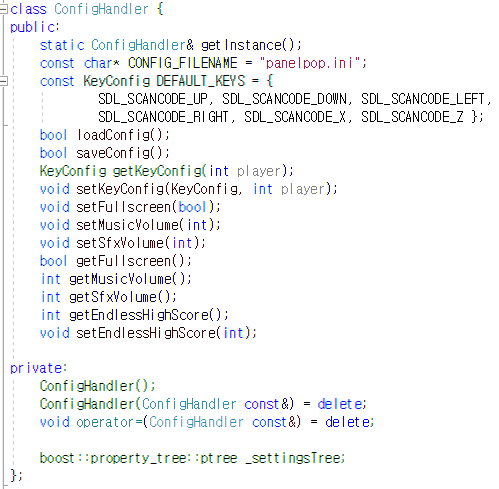 class ConfigHandler {
public:
    static ConfigHandler& getInstance();
    const char* CONFIG_FILENAME = "panelpop.ini";
    const KeyConfig DEFAULT_KEYS = {
            SDL_SCANCODE_UP, SDL_SCANCODE_DOWN, SDL_SCANCODE_LEFT,
            SDL_SCANCODE_RIGHT, SDL_SCANCODE_X, SDL_SCANCODE_Z };
    bool loadConfig();
    bool saveConfig();
    KeyConfig getKeyConfig(int player);
    void setKeyConfig(KeyConfig, int player);
    void setFullscreen(bool);
    void setMusicVolume(int);
    void setSfxVolume(int);
    bool getFullscreen();
    int getMusicVolume();
    int getSfxVolume();
    int getEndlessHighScore();
    void setEndlessHighScore(int);

private:
    ConfigHandler();
    ConfigHandler(ConfigHandler const&) = delete;
    void operator=(ConfigHandler const&) = delete;

    boost::property_tree::ptree _settingsTree;
};